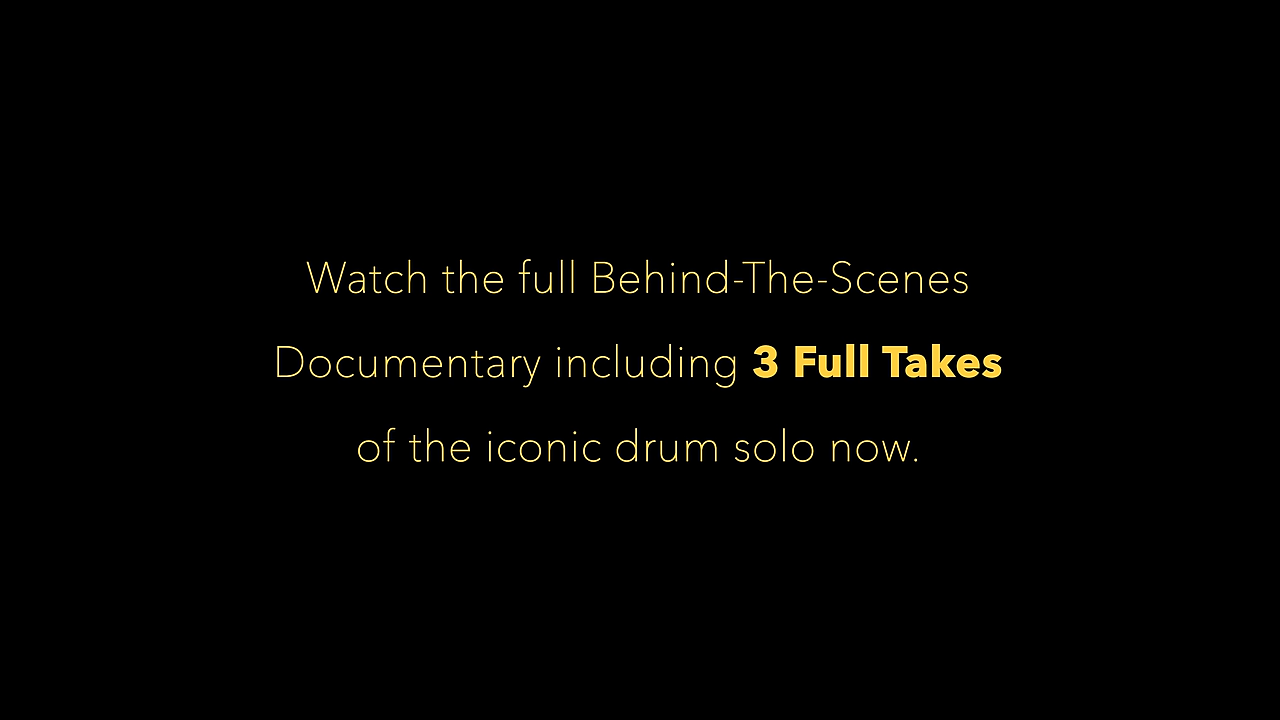 Watch the full Behind-The-Scenes
Documentary including 3 Full Takes
of the iconic drum solo now.